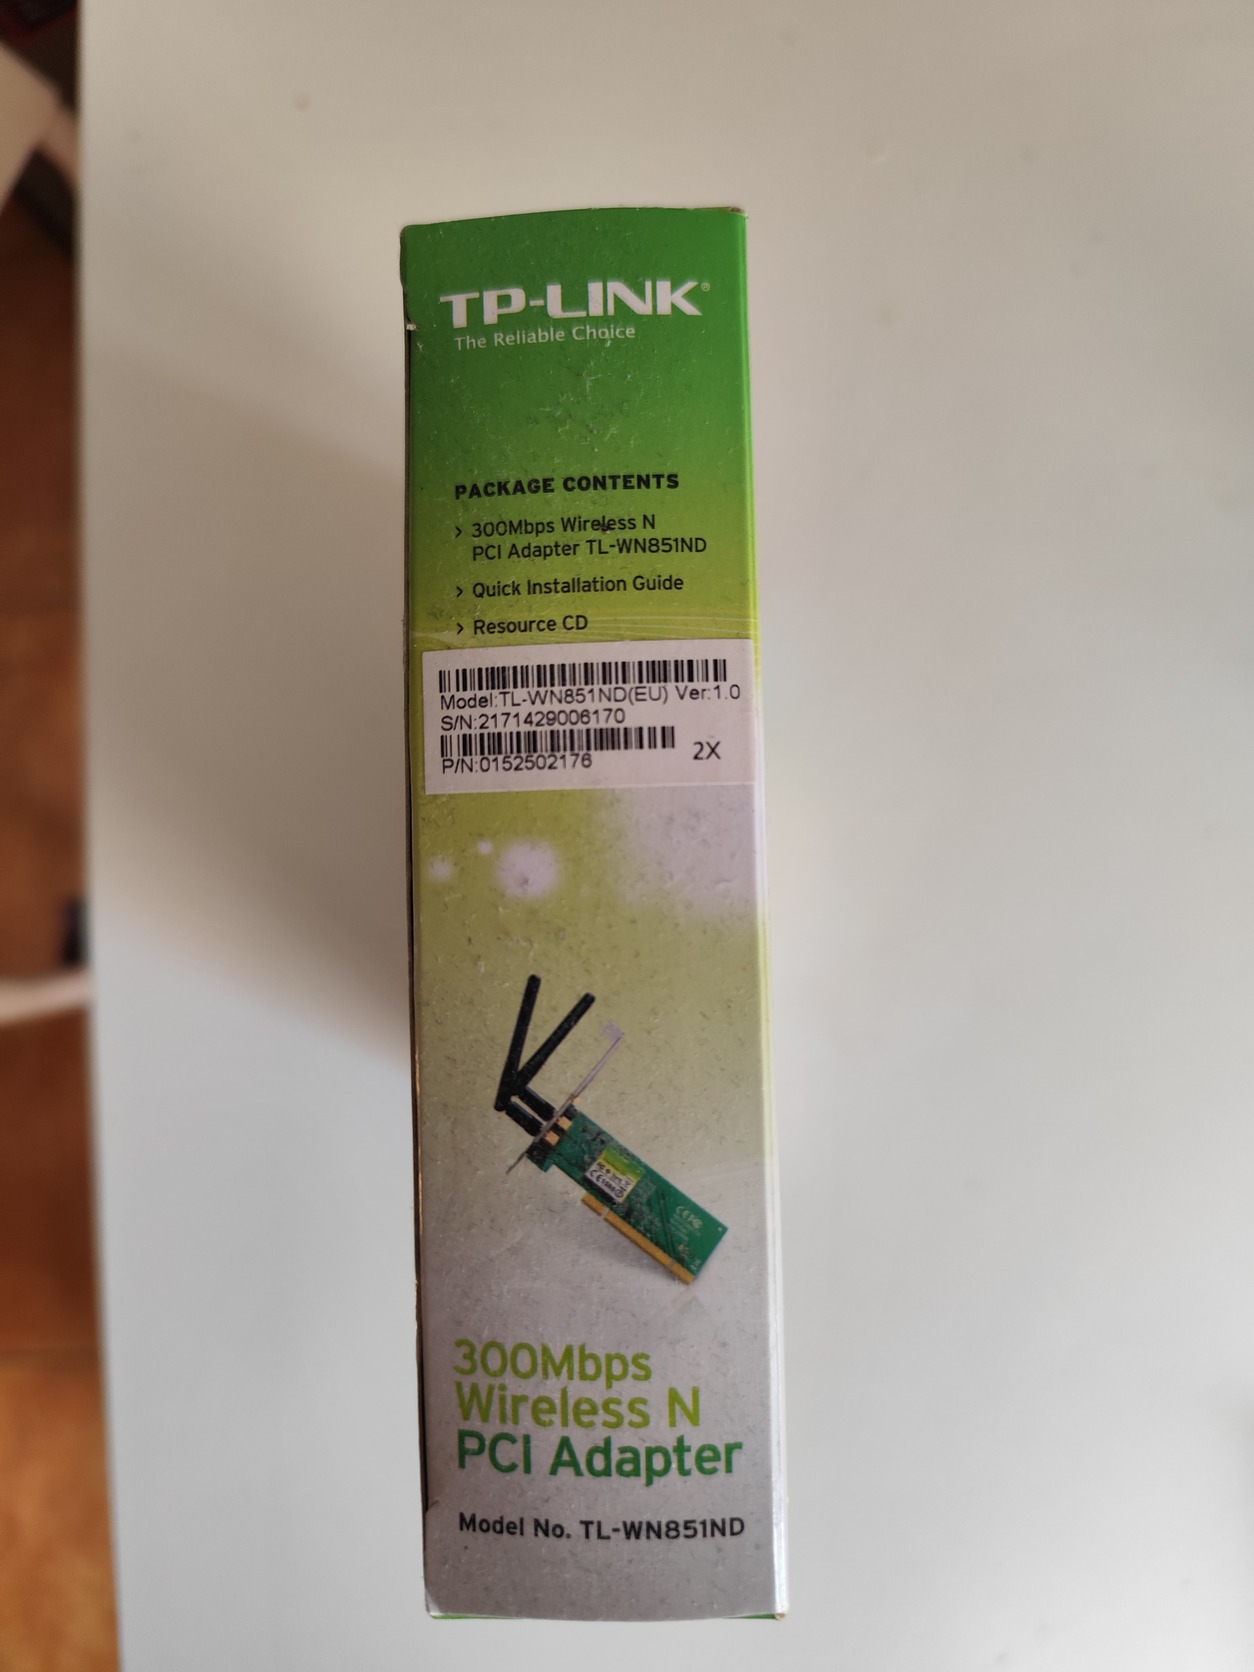 TP-LINK®
The Reliable Choice
PACKAGE CONTENTS
> 300Mbps Wireless N
PCI Adapter TL-WN851ND
> Quick Installation Guide
> Resource CD
Model:TL-WN851ND(EU) Ver:1.0
S/N:2171429006170
P/N:0152502176
2X
300Mbps
Wireless N
PCI Adapter
Model No. TL-WN851ND